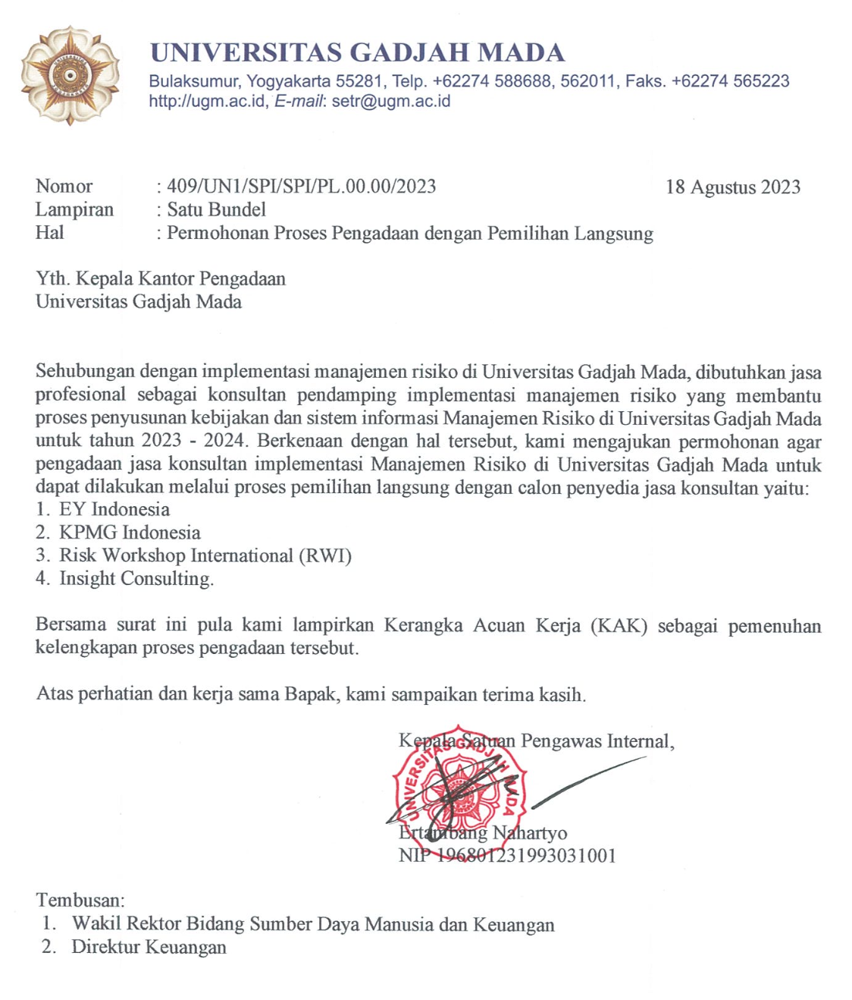 UNIVERSITAS GADJAH MADA
Bulaksumur, Yogyakarta 55281, Telp. +62274 588688, 562011, Faks. +62274 565223
http://ugm.ac.id, E-mail: setr@ugm.ac.id
Nomor : 409/UN1/SPI/SPI/PL.00.00/2023 18 Agustus 2023
Lampiran : Satu Bundel
Hal : Permohonan Proses Pengadaan dengan Pemilihan Langsung
Yth. Kepala Kantor Pengadaan
Universitas Gadjah Mada
Sehubungan dengan implementasi manajemen risiko di Universitas Gadjah Mada, dibutuhkan jasa
profesional sebagai konsultan pendamping implementasi manajemen risiko yang membantu
proses penyusunan kebijakan dan sistem informasi Manajemen Risiko di Universitas Gadjah Mada
untuk tahun 2023 - 2024. Berkenaan dengan hal tersebut, kami mengajukan permohonan agar
pengadaan jasa konsultan implementasi Manajemen Risiko di Universitas Gadjah Mada untuk
dapat dilakukan melalui proses pemilihan langsung dengan calon penyedia jasa konsultan yaitu:
1. EY Indonesia
2. KPMG Indonesia
3. Risk Workshop International (RWI)
4. Insight Consulting.
Bersama surat ini pula kami lampirkan Kerangka Acuan Kerja (KAK) sebagai pemenuhan
kelengkapan proses pengadaan tersebut.
Atas perhatian dan kerja sama Bapak, kami sampaikan terima kasih.
Kepala Satuan Pengawas Internal,
UNIVERSITAS GADJAH MADA
Ertambang Nahartyo
NIP 196801231993031001
Tembusan:
1. Wakil Rektor Bidang Sumber Daya Manusia dan Keuangan
2. Direktur Keuangan